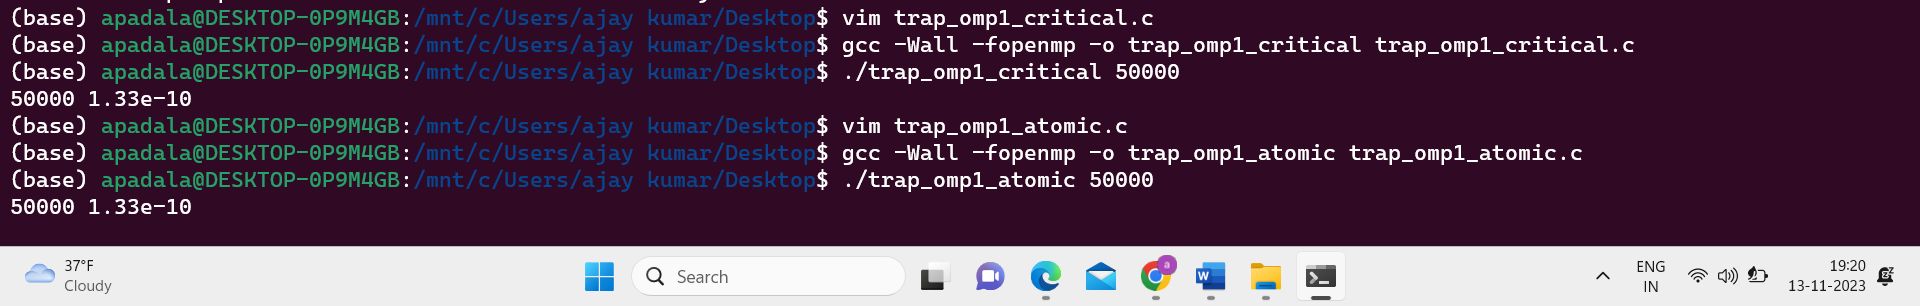 (base) apadala@DESKTOP-0P9M4GB:/mnt/c/Users/ajay kumar/Desktop$ vim trap_omp1_critical.c
(base) apadala@DESKTOP-0P9M4GB:/mnt/c/Users/ajay kumar/Desktop$ gcc -Wall -fopenmp -o trap_omp1_critical trap_omp1_critical.c
(base) apadala@DESKTOP-0P9M4GB:/mnt/c/Users/ajay kumar/Desktop$ ./trap_omp1_critical 50000
50000 1.33e-10
(base) apadala@DESKTOP-0P9M4GB:/mnt/c/Users/ajay kumar/Desktop$ vim trap_omp1_atomic.c
(base) apadala@DESKTOP-0P9M4GB:/mnt/c/Users/ajay kumar/Desktop$ gcc -Wall -fopenmp -o trap_omp1_atomic trap_omp1_atomic.c
(base) apadala@DESKTOP-0P9M4GB:/mnt/c/Users/ajay kumar/Desktop$ ./trap_omp1_atomic 50000
50000 1.33e-10
37°F
Cloudy
Search
a
W
ENG
IN
19:20
13-11-2023